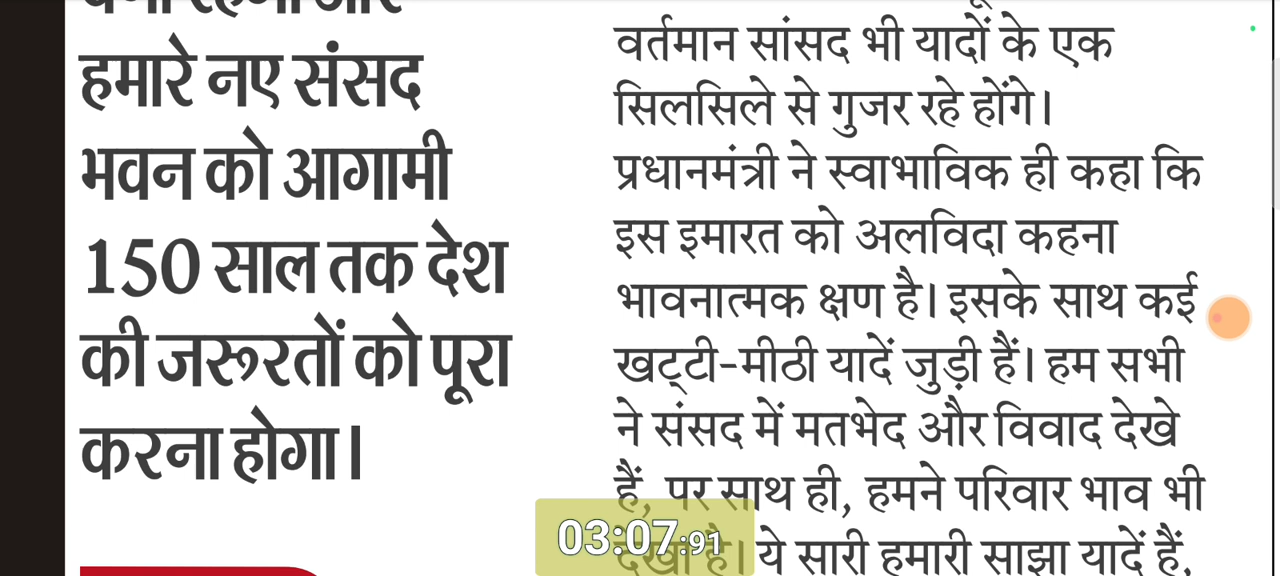 हमारे नए संसद
भवन को आगामी
150 साल तक देश
की जरूरतों को पूरा
करना होगा।
वर्तमान सांसद भी यादों के एक
सिलसिले से गुजर रहे होंगे।
प्रधानमंत्री ने स्वाभाविक ही कहा कि
इस इमारत को अलविदा कहना
भावनात्मक क्षण है। इसके साथ कई
खट्टी-मीठी यादें जुड़ी हैं। हम सभी
ने संसद में मतभेद और विवाद देखे
हैं, पर साथ ही, हमने परिवार भाव भी
देखा है। ये सारी हमारी साझा यादें हैं,
03:07:91